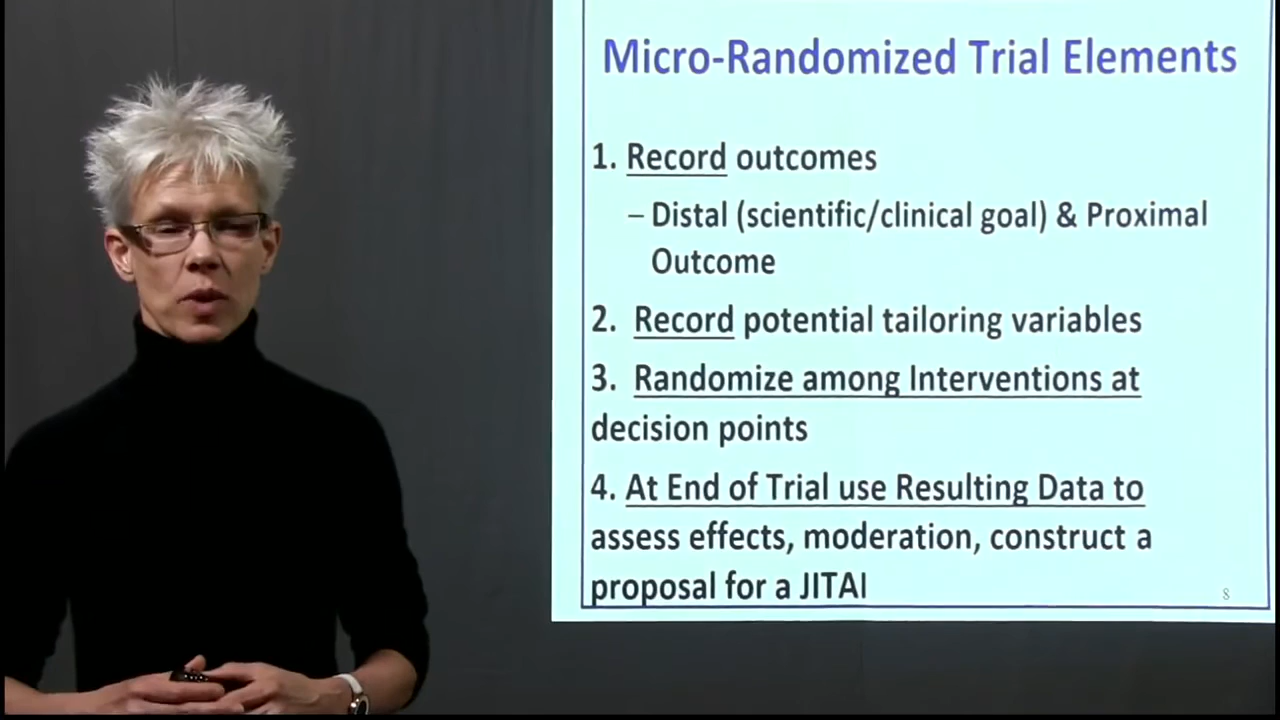 Micro-Randomized Trial Elements
1. Record outcomes
– Distal (scientific/clinical goal) & Proximal
Outcome
2. Record potential tailoring variables
3. Randomize among Interventions at
decision points
4. At End of Trial use Resulting Data to
assess effects, moderation, construct a
proposal for a JITAI
8